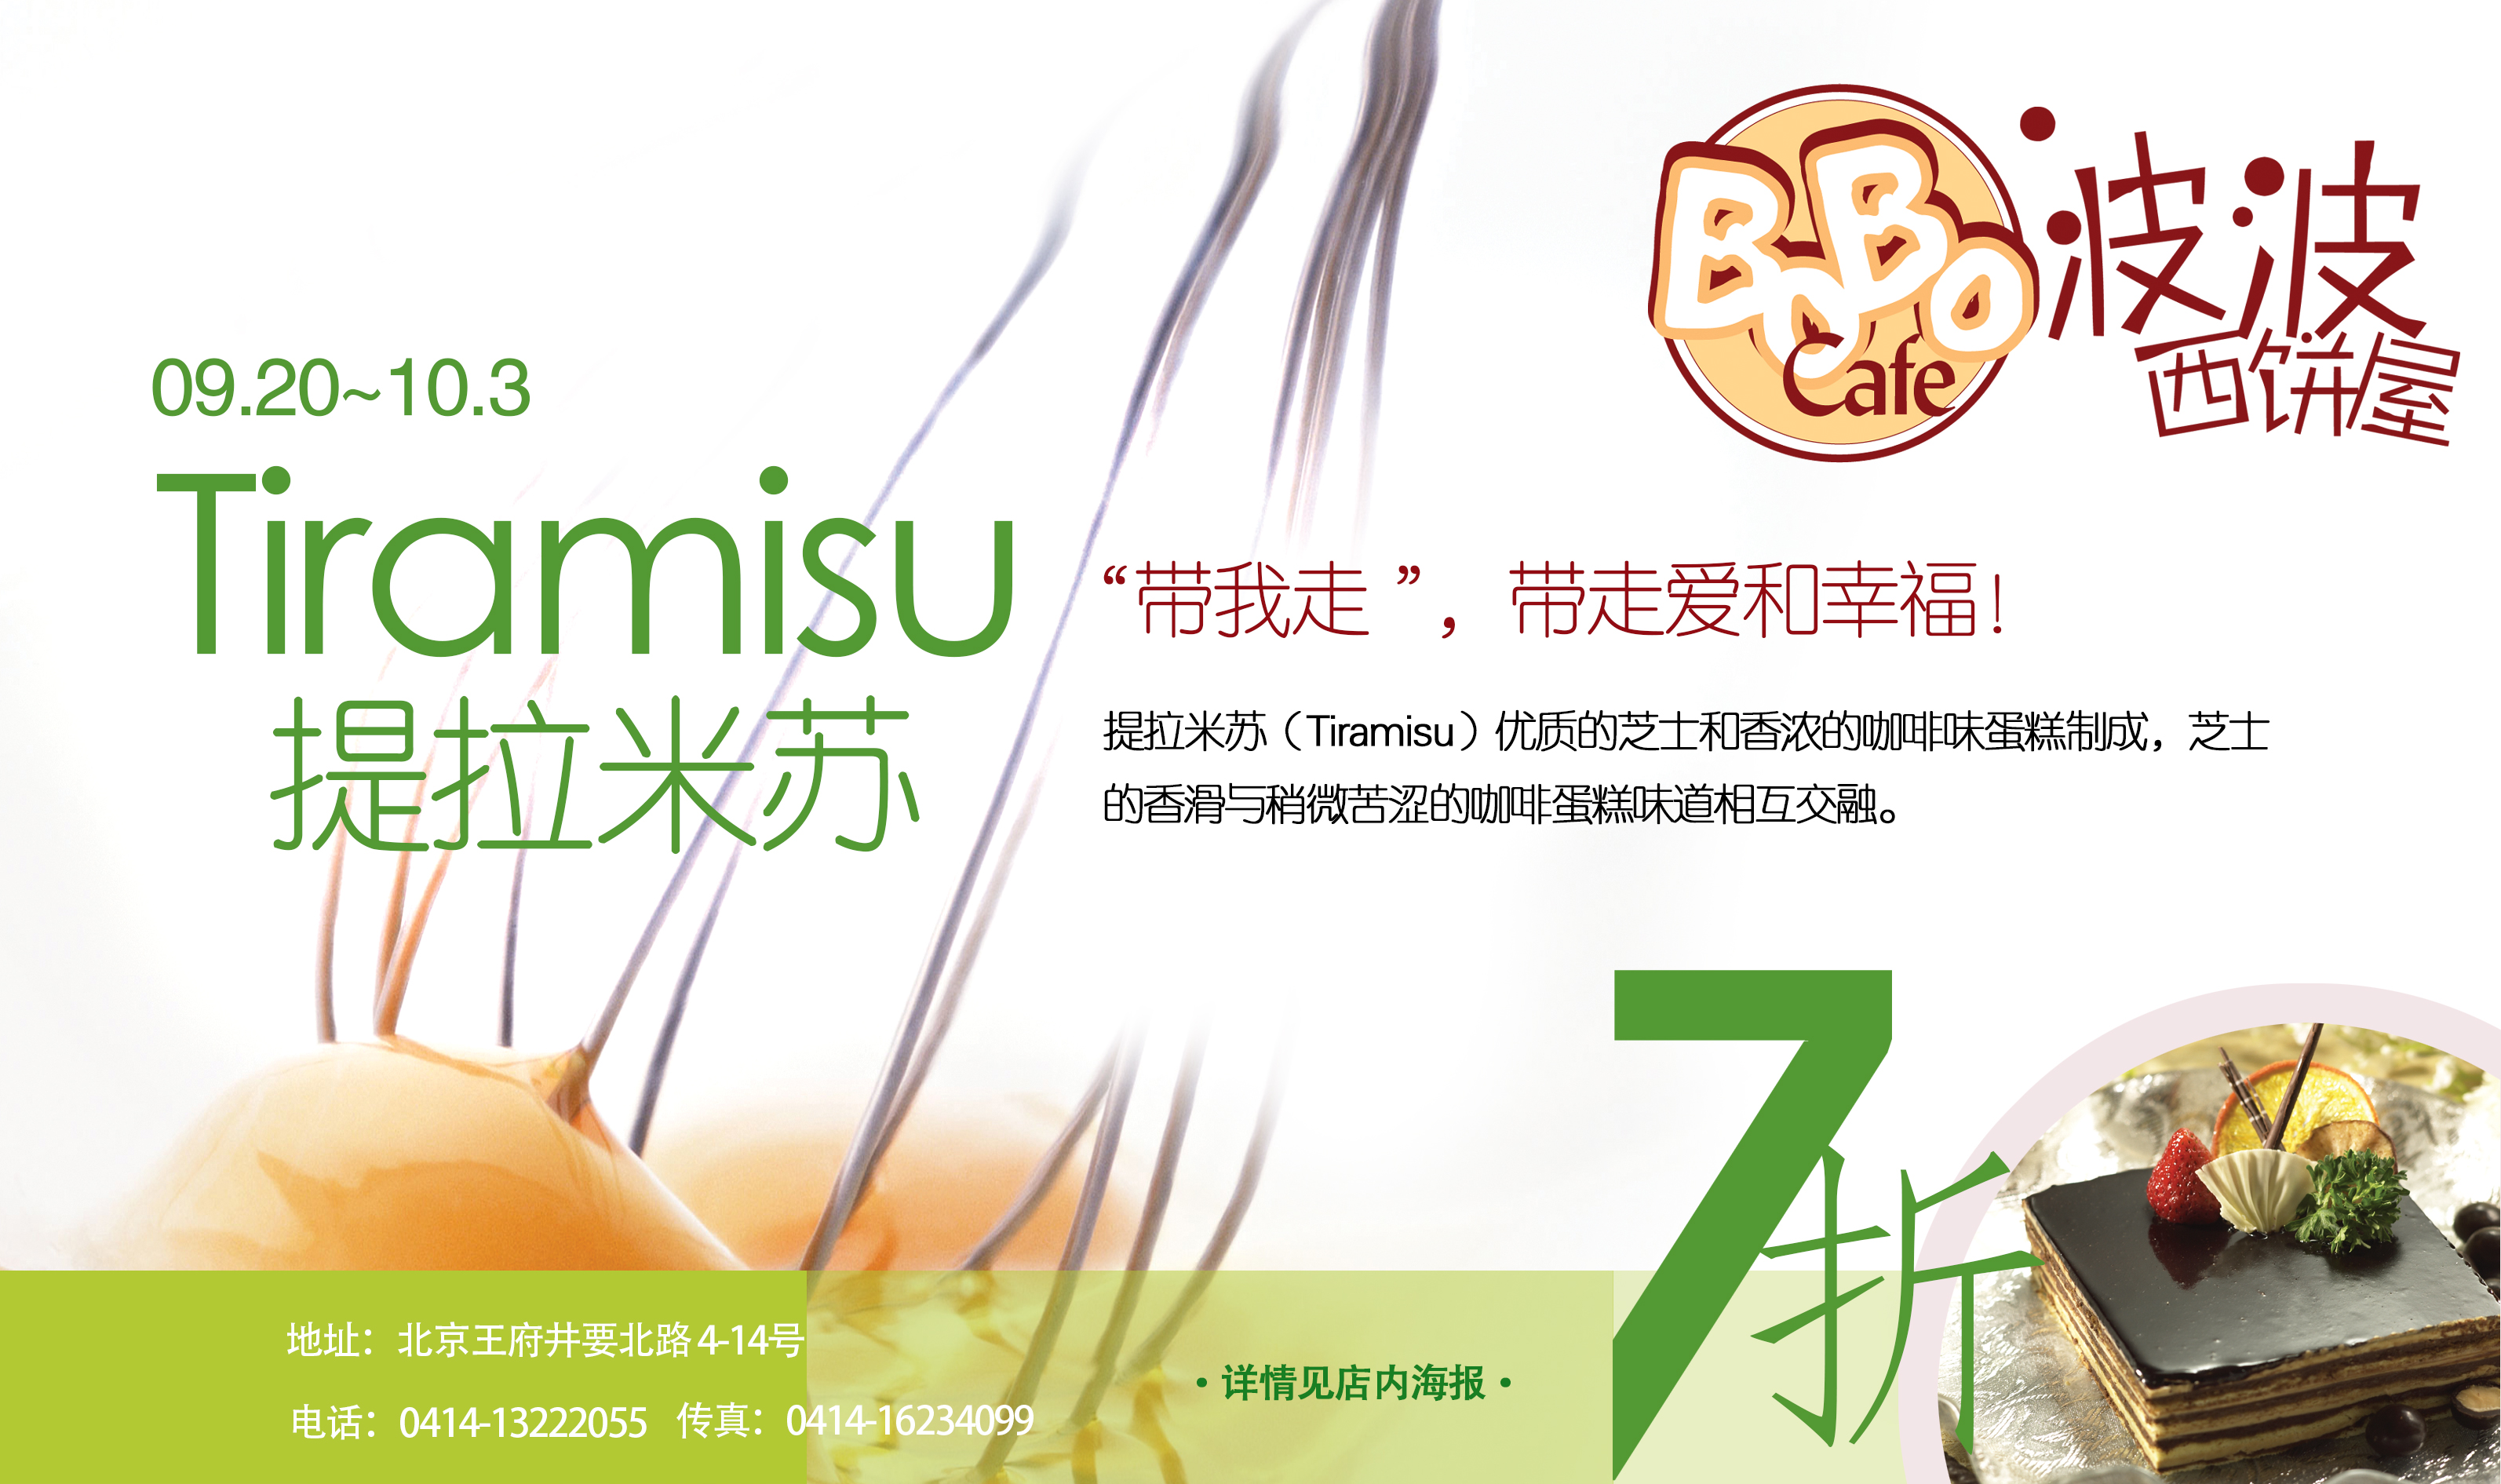 BoBo
Cafe
波波
西饼屋
09.20~10.3
Tiramisu
提拉米苏
“带我走”，带走爱和幸福！
提拉米苏（Tiramisu）优质的芝士和香浓的咖啡味蛋糕制成，芝士
的香滑与稍微苦涩的咖啡蛋糕味道相互交融。
7折
地址：北京王府井要北路4-14号
电话：0414-13222055 传真：0414-16234099
·详情见店内海报·